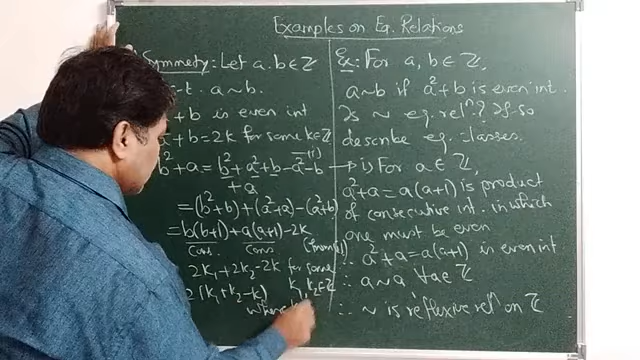 Examples on Eq. Relations
Symmetry: Let a, b ∈ ℤ
s.t. a ~ b.
+ b is even int
+ b = 2k for some k ∈ ℤ
(i)
b² + a = b² + a² + b - a² - b
+ a
= (b² + b) + (a² + a) - (a² + b)
= b(b+1) + a(a+1) - 2k
Cons. Cons (from (i))
2k₁ + 2k₂ - 2k for some
k₁, k₂ ∈ ℤ
2(k₁ + k₂ - k)
where
Ex: For a, b ∈ ℤ,
a ~ b if a² + b is even int.
Is ~ eq. relⁿ? If so
describe eq. classes.
→ i) For a ∈ ℤ,
a² + a = a(a+1) is product
of consecutive int. in which
one must be even
∴ a² + a = a(a+1) is even int
∴ a ~ a ∀ a ∈ ℤ
∴ ~ is reflexive relⁿ on ℤ